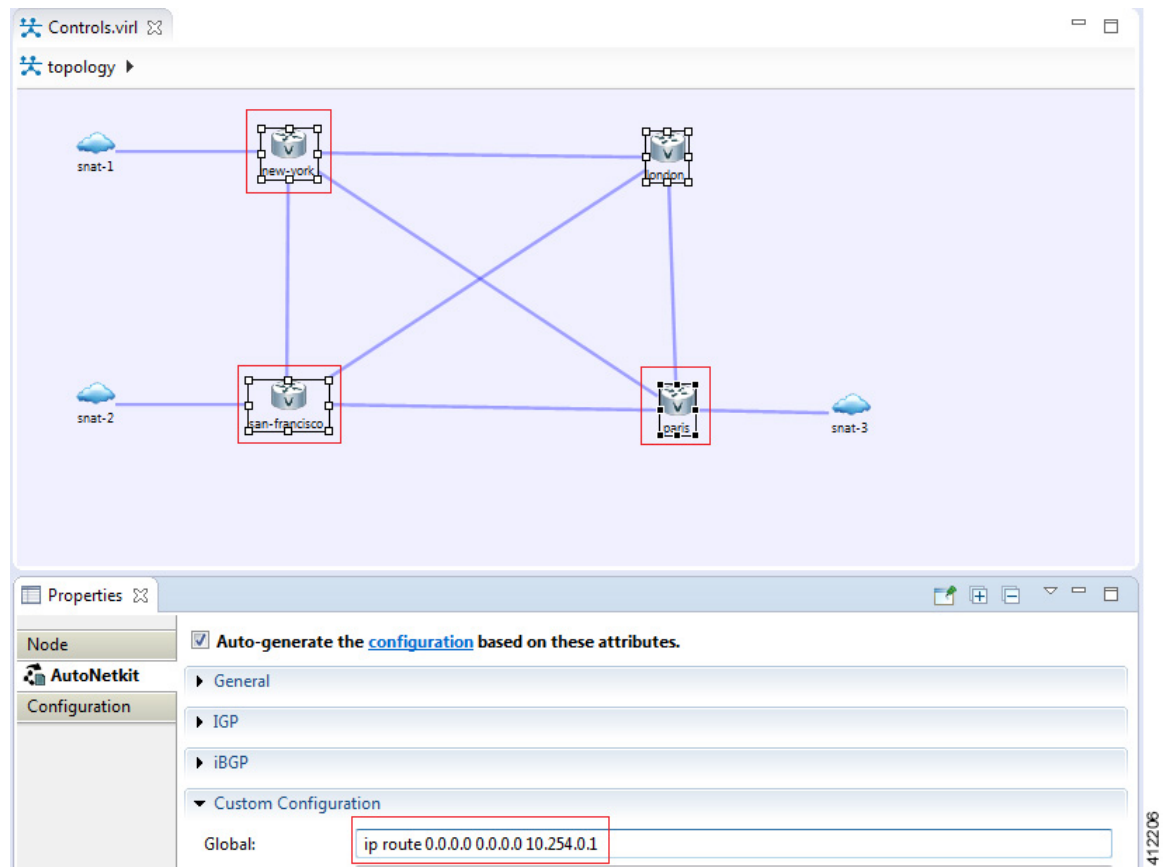 Controls.virl
topology
snat-1
new-york
london
snat-2
san-francisco
paris
snat-3
Properties
Node
Auto-generate the configuration based on these attributes.
AutoNetkit
General
Configuration
IGP
iBGP
Custom Configuration
Global:
ip route 0.0.0.0 0.0.0.0 10.254.0.1
412206